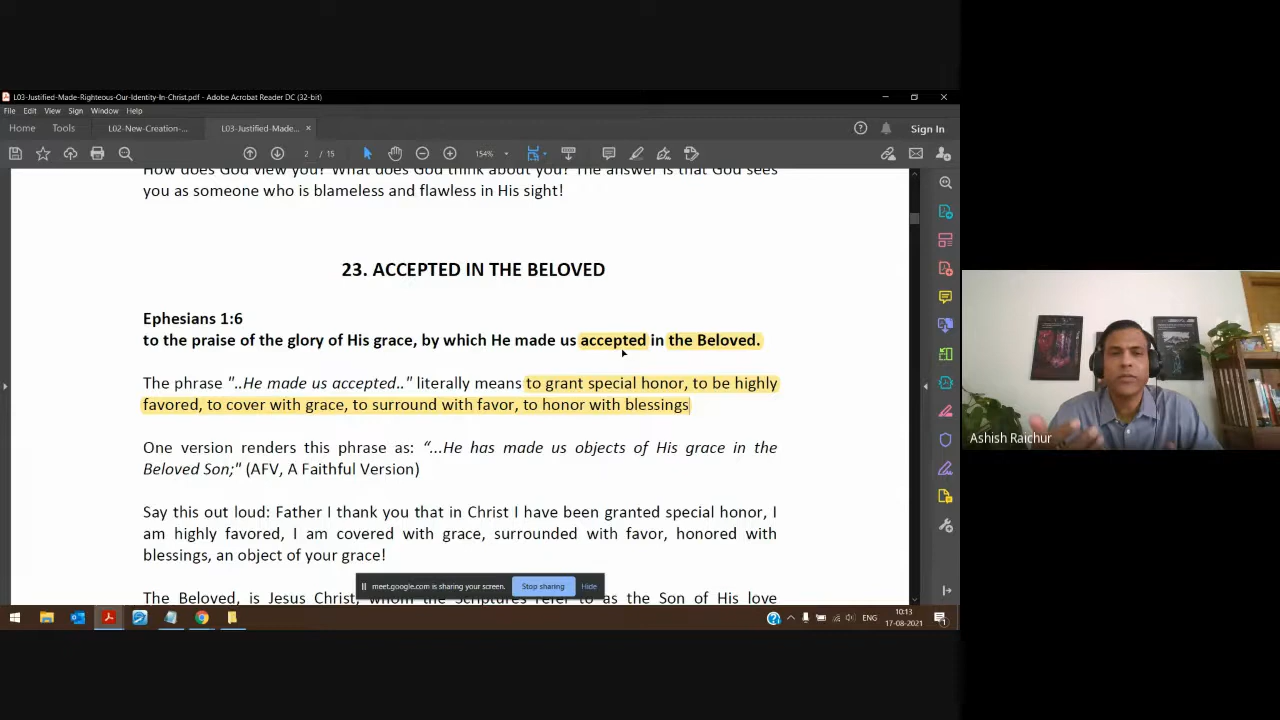 L03-Justified-Made-Righteous-Our-Identity-In-Christ.pdf - Adobe Acrobat Reader DC (32-bit)
File Edit View Sign Window Help
Home Tools L02-New-Creation-... L03-Justified-Made... × Sign In
2 / 15 154%
How does God view you? What does God think about you? The answer is that God sees
you as someone who is blameless and flawless in His sight!
23. ACCEPTED IN THE BELOVED
Ephesians 1:6
to the praise of the glory of His grace, by which He made us accepted in the Beloved.
The phrase "..He made us accepted.." literally means to grant special honor, to be highly
favored, to cover with grace, to surround with favor, to honor with blessings
One version renders this phrase as: “...He has made us objects of His grace in the
Beloved Son;" (AFV, A Faithful Version)
Say this out loud: Father I thank you that in Christ I have been granted special honor, I
am highly favored, I am covered with grace, surrounded with favor, honored with
blessings, an object of your grace!
meet.google.com is sharing your screen. Stop sharing Hide
The Beloved, is Jesus Christ, whom the Scriptures refer to as the Son of His love
ENG 10:13
17-08-2021
Ashish Raichur